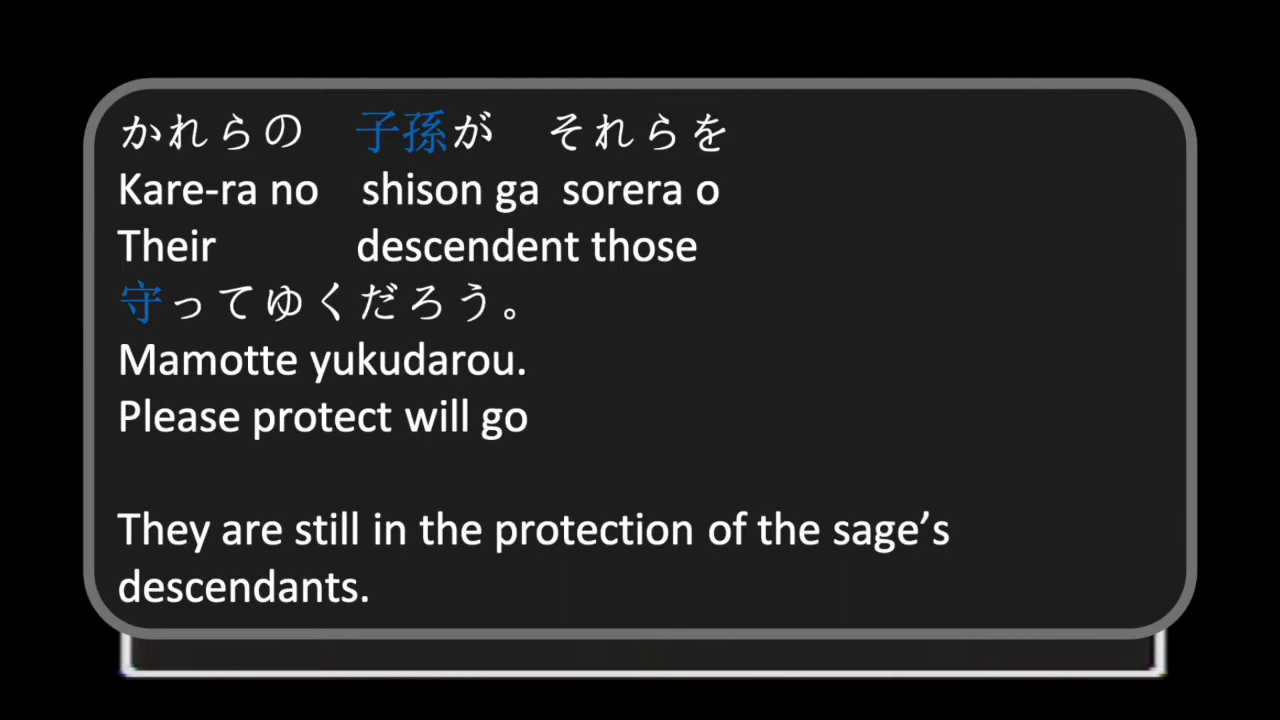 かれらの　子孫が　それらを
Kare-ra no shison ga sorera o
Their descendent those
守ってゆくだろう。
Mamotte yukudarou.
Please protect will go
They are still in the protection of the sage’s
descendants.